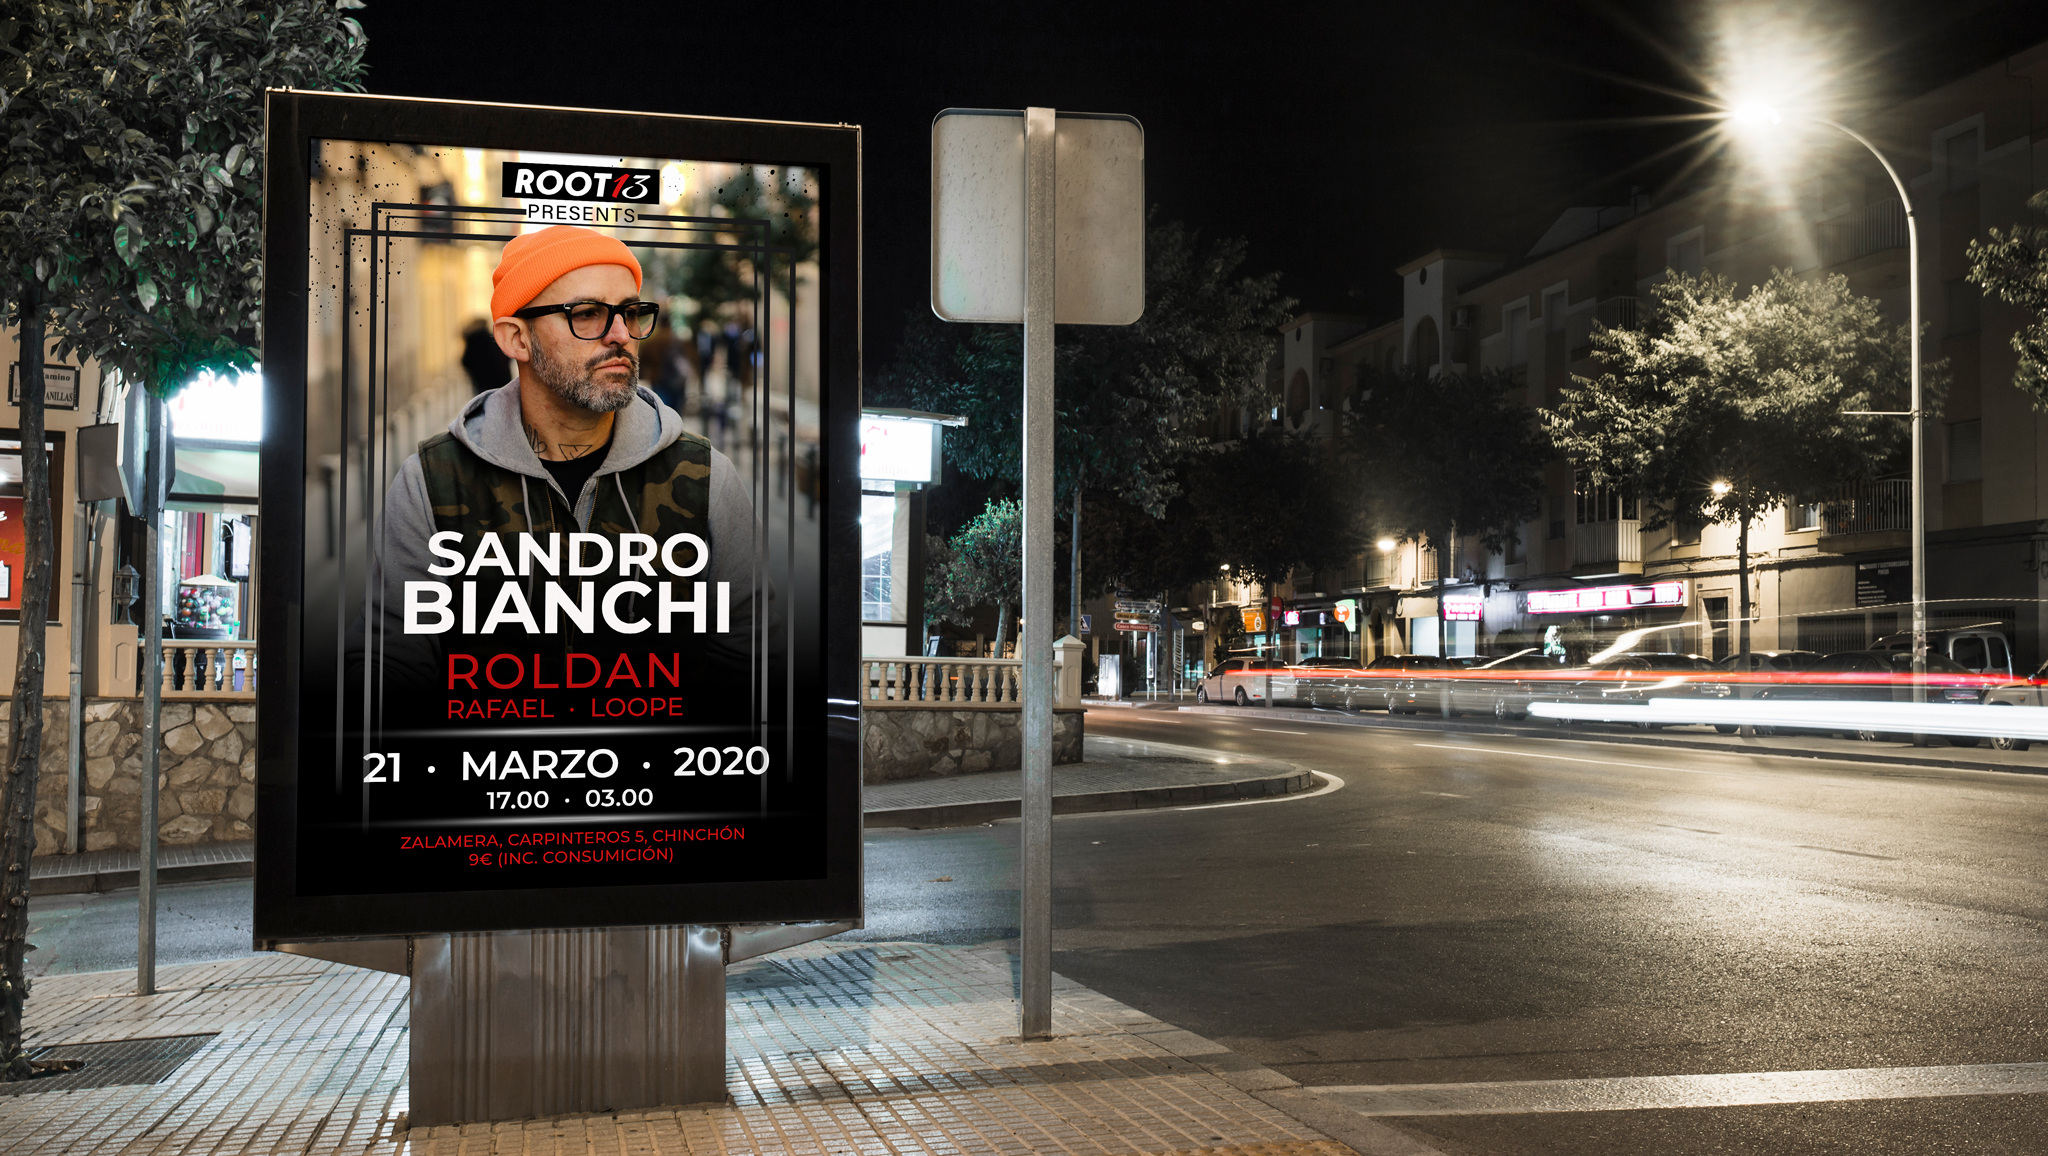 ROOT13
PRESENTS
SANDRO
BIANCHI
ROLDAN
RAFAEL · LOOPE
21 · MARZO · 2020
17.00 · 03.00
ZALAMERA, CARPINTEROS 5, CHINCHÓN
9€ (INC. CONSUMICIÓN)